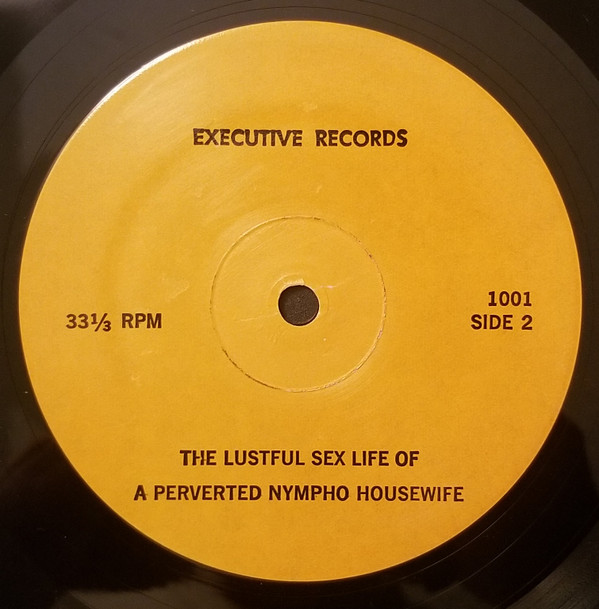 EXECUTIVE RECORDS
33⅓ RPM
1001
SIDE 2
THE LUSTFUL SEX LIFE OF
A PERVERTED NYMPHO HOUSEWIFE